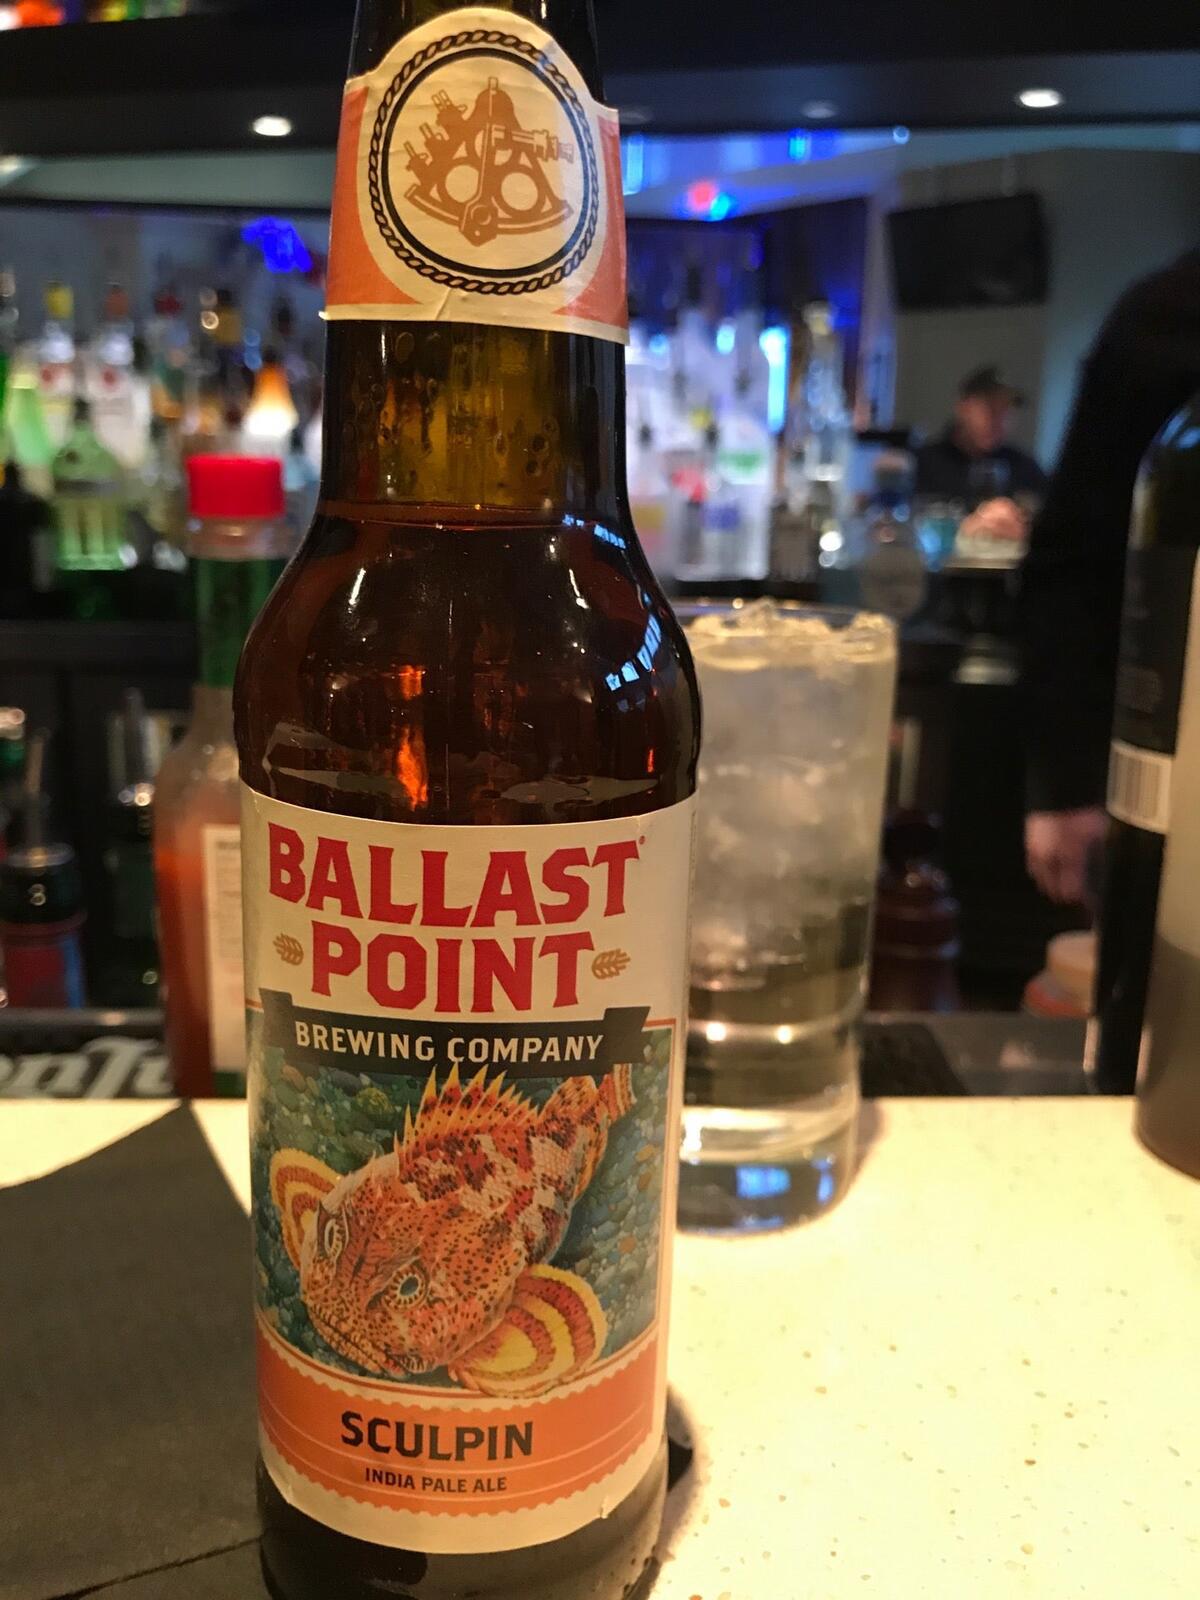 BALLAST
POINT
BREWING COMPANY
SCULPIN
INDIA PALE ALE